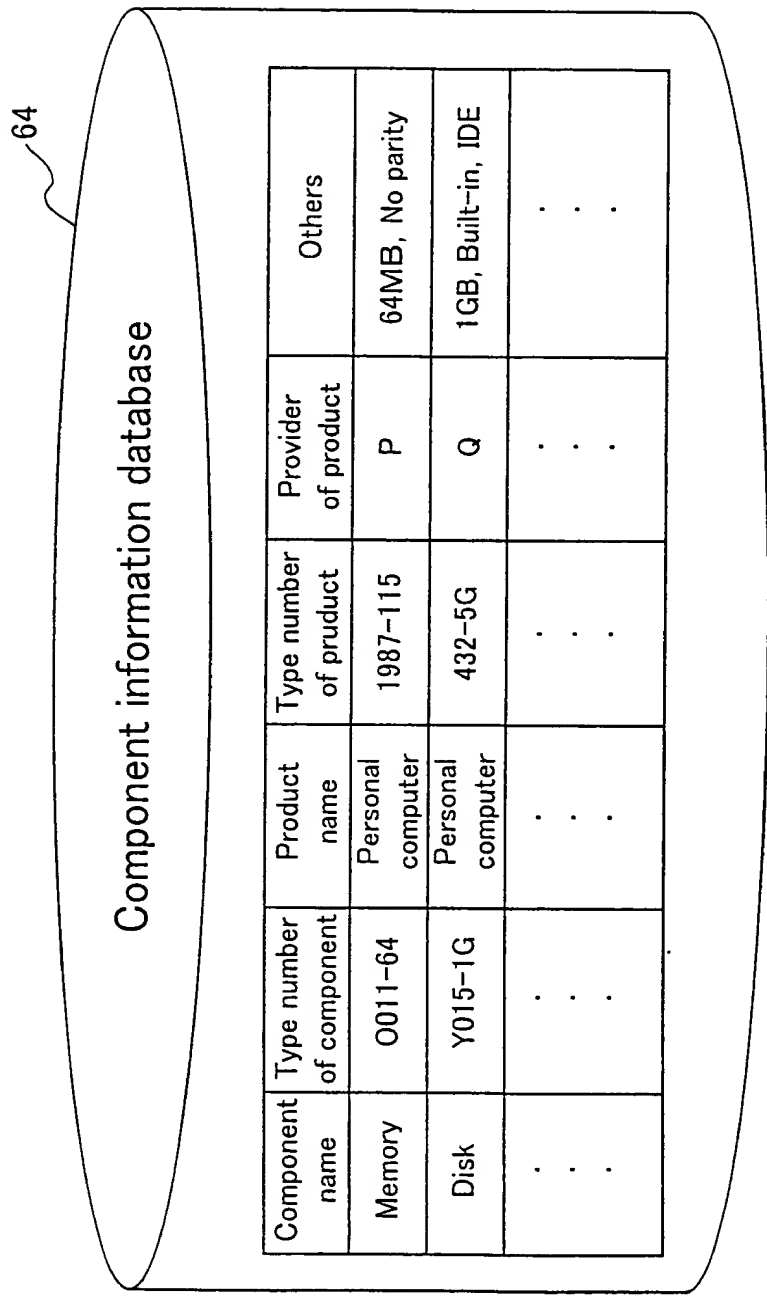 64
Component information database
Component name | Type number of component | Product name | Type number of pruduct | Provider of product | Others
Memory | O011-64 | Personal computer | 1987-115 | P | 64MB, No parity
Disk | Y015-1G | Personal computer | 432-5G | Q | 1GB, Built-in, IDE
. . . | . . . | . . . | . . . | . . . | . . .